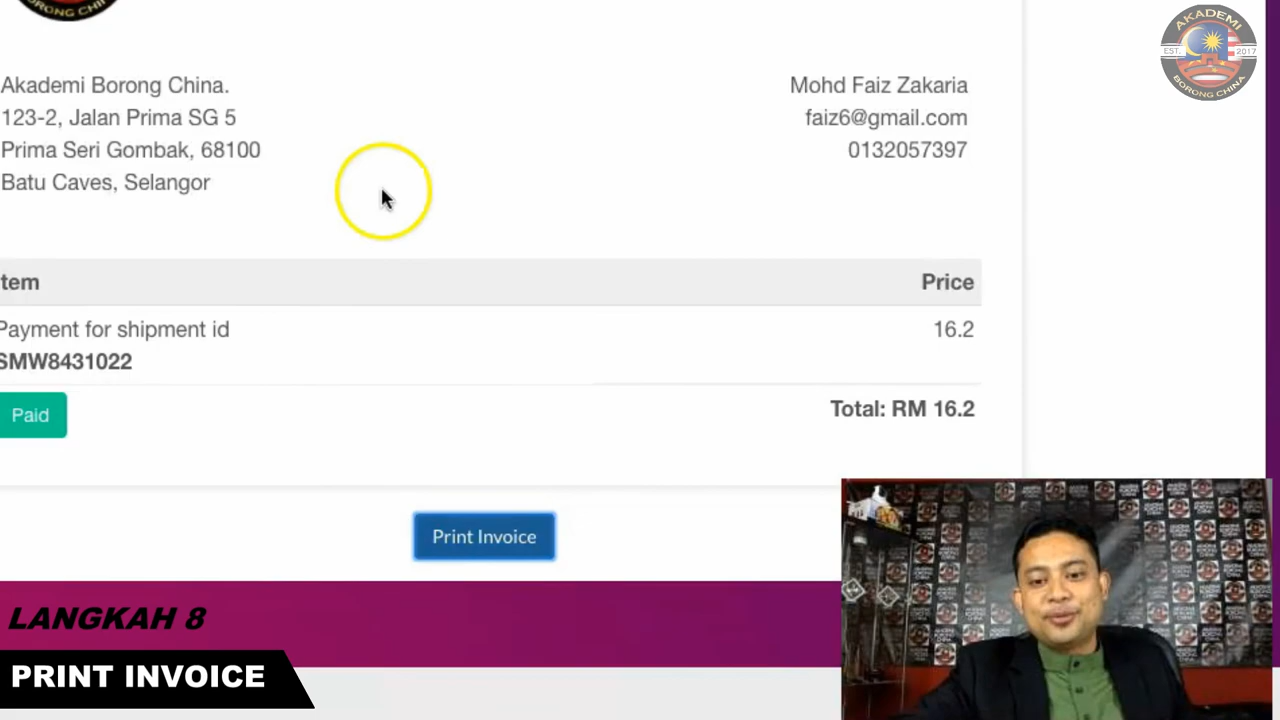 BORONG CHINA
AKADEMI
EST. 2017
BORONG CHINA
Akademi Borong China.
123-2, Jalan Prima SG 5
Prima Seri Gombak, 68100
Batu Caves, Selangor
Mohd Faiz Zakaria
faiz6@gmail.com
0132057397
tem
Price
Payment for shipment id
SMW8431022
16.2
Paid
Total: RM 16.2
Print Invoice
LANGKAH 8
PRINT INVOICE